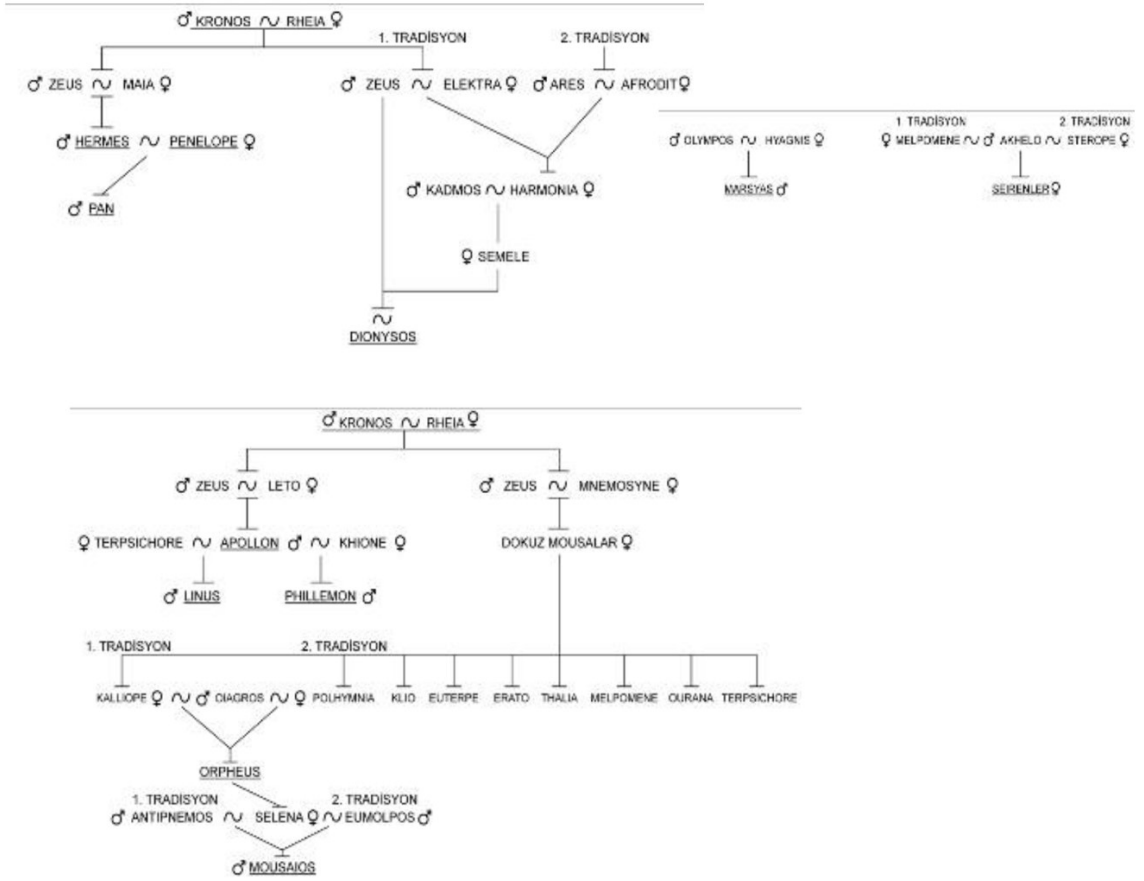 ♂ KRONOS ∿ RHEIA ♀
1. TRADİSYON 2. TRADİSYON
♂ ZEUS ∿ MAIA ♀ ♂ ZEUS ∿ ELEKTRA ♀ ♂ ARES ∿ AFRODIT ♀
♂ HERMES ∿ PENELOPE ♀
♂ PAN
♂ KADMOS ∿ HARMONIA ♀
♀ SEMELE
∿
DIONYSOS
1. TRADİSYON 2. TRADİSYON
♂ OLYMPOS ∿ HYAGNIS ♀ ♀ MELPOMENE ∿ ♂ AKHELO ∿ STEROPE ♀
MARSYAS ♂ SEIRENLER ♀
♂ KRONOS ∿ RHEIA ♀
♂ ZEUS ∿ LETO ♀ ♂ ZEUS ∿ MNEMOSYNE ♀
♀ TERPSICHORE ∿ APOLLON ♂ ∿ KHIONE ♀ DOKUZ MOUSALAR ♀
♂ LINUS PHILLEMON ♂
1. TRADİSYON 2. TRADİSYON
KALLIOPE ♀ ∿ ♂ OIAGROS ∿ ♀ POLHYMNIA KLIO EUTERPE ERATO THALIA MELPOMENE OURANA TERPSICHORE
ORPHEUS
1. TRADİSYON 2. TRADİSYON
♂ ANTIPNEMOS ∿ SELENA ♀ ∿ EUMOLPOS ♂
♂ MOUSAIOS